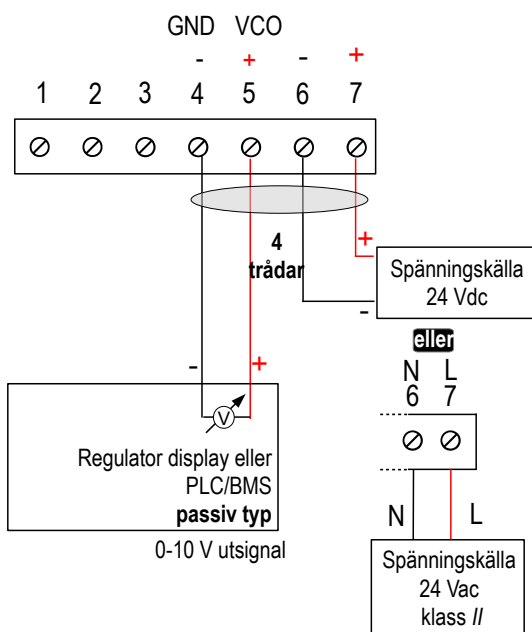 GND VCO
- + - +
1 2 3 4 5 6 7
4
trådar
+
Spänningskälla
24 Vdc
-
eller
N L
6 7
- +
V
Regulator display eller
PLC/BMS
passiv typ
0-10 V utsignal
N L
Spänningskälla
24 Vac
klass II